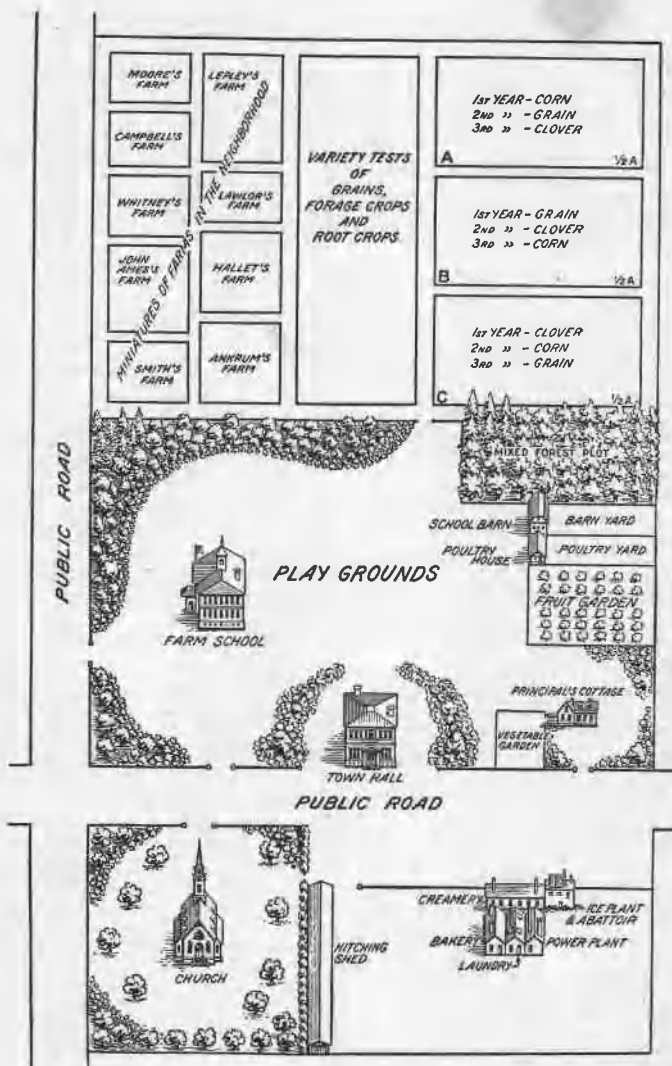 MOORE'S
FARM
LEPLEY'S
FARM
CAMPBELL'S
FARM
WHITNEY'S
FARM
LAWLOR'S
FARM
JOHN
AMES'S
FARM
HALLET'S
FARM
SMITH'S
FARM
ANKRUM'S
FARM
MINIATURES OF FARMS IN THE NEIGHBORHOOD
VARIETY TESTS
OF
GRAINS,
FORAGE CROPS
AND
ROOT CROPS
1ST YEAR - CORN
2ND " - GRAIN
3RD " - CLOVER
A ½ A
1ST YEAR - GRAIN
2ND " - CLOVER
3RD " - CORN
B ½ A
1ST YEAR - CLOVER
2ND " - CORN
3RD " - GRAIN
C ½ A
MIXED FOREST PLOT
SCHOOL BARN
BARN YARD
POULTRY
HOUSE
POULTRY YARD
FRUIT GARDEN
PUBLIC ROAD
PLAY GROUNDS
FARM SCHOOL
PRINCIPAL'S COTTAGE
VEGETABLE
GARDEN
TOWN HALL
PUBLIC ROAD
CHURCH
HITCHING
SHED
CREAMERY
ICE PLANT
& ABATTOIR
BAKERY
POWER PLANT
LAUNDRY